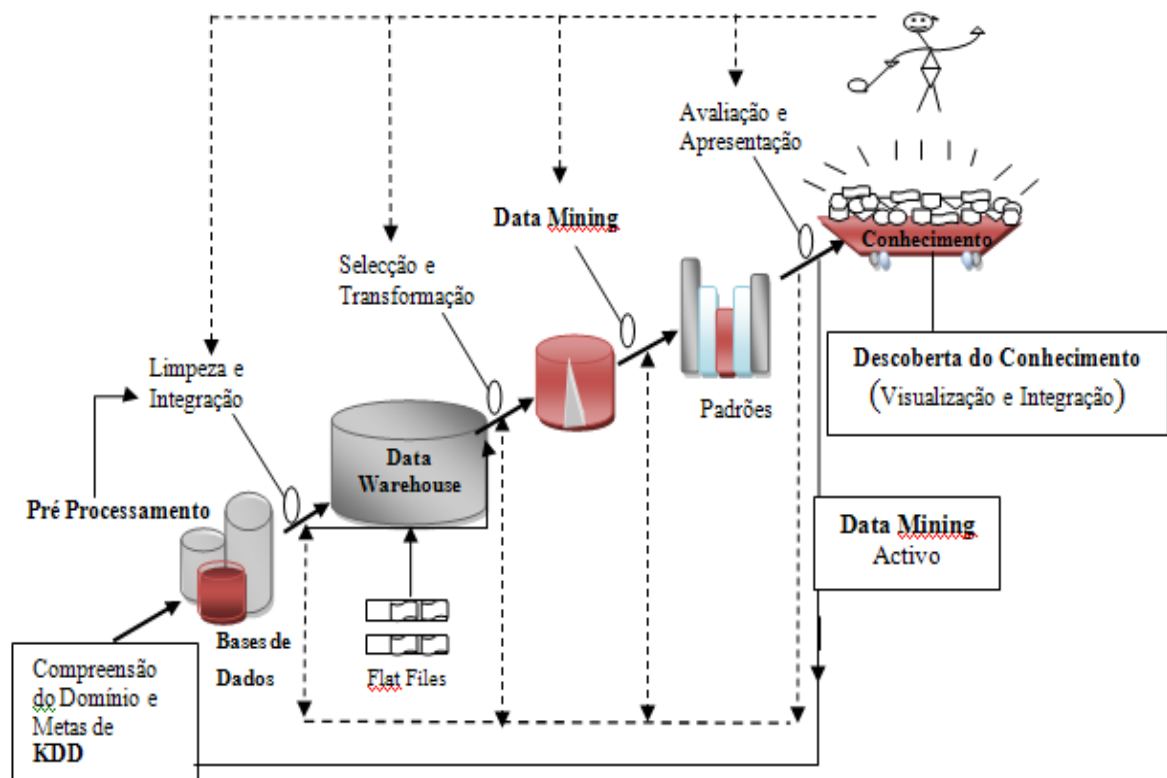 Avaliação e
Apresentação
Data Mining
Conhecimento
Selecção e
Transformação
Descoberta do Conhecimento
(Visualização e Integração)
Limpeza e
Integração
Padrões
Data
Warehouse
Pré Processamento
Data Mining
Activo
Bases de
Dados
Flat Files
Compreensão
do Domínio e
Metas de
KDD